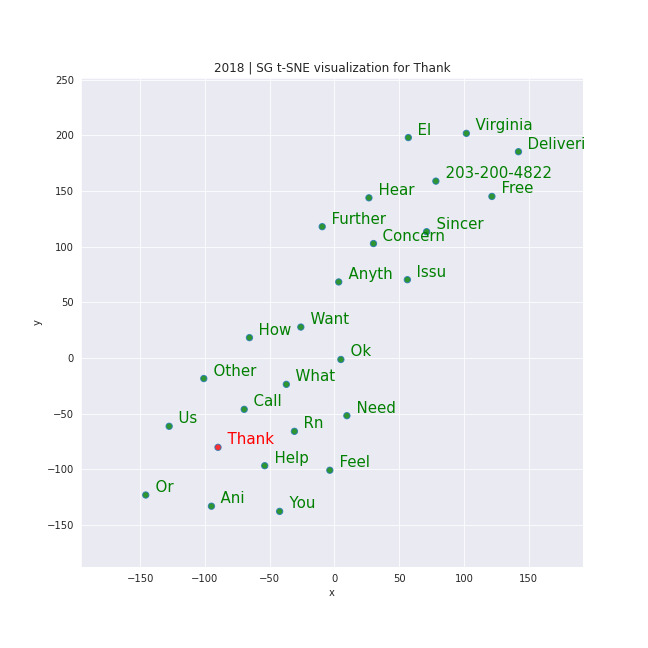 2018 | SG t-SNE visualization for Thank
250
200
150
100
50
0
−50
−100
−150
y
El
Virginia
Deliveri
203-200-4822
Free
Hear
Further
Sincer
Concern
Issu
Anyth
Want
How
Ok
Other
What
Call
Need
Us
Rn
Thank
Help
Feel
Or
Ani
You
−150
−100
−50
0
50
100
150
x